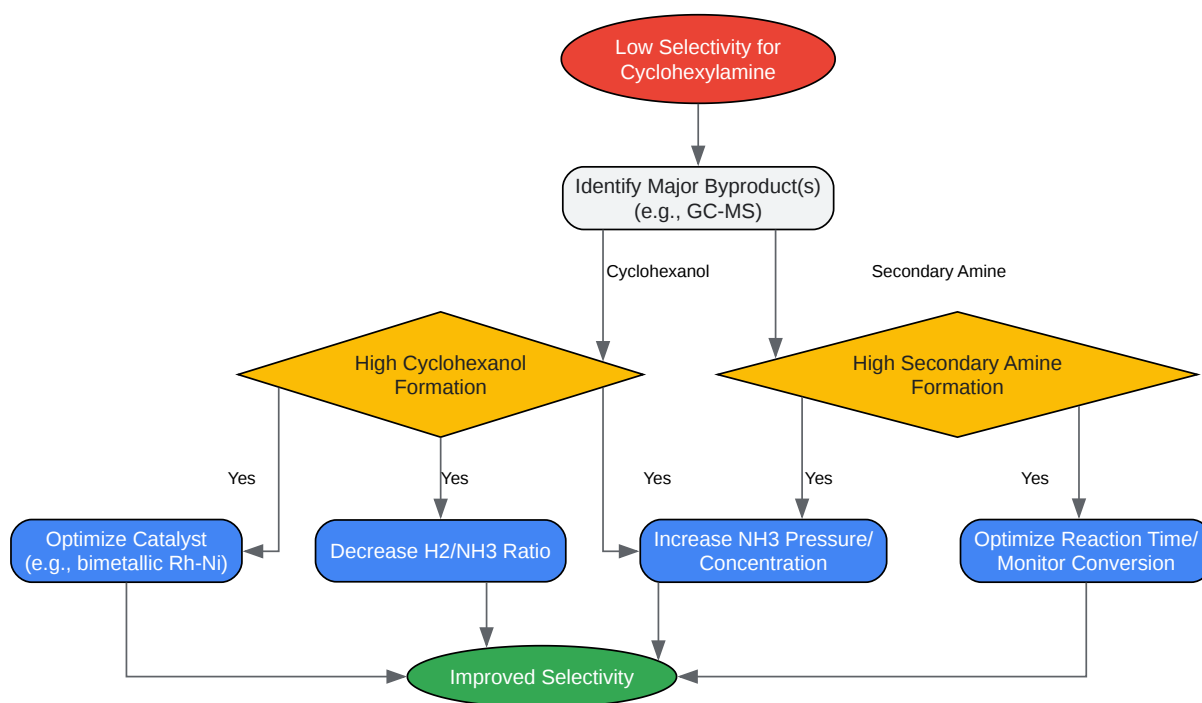 Low Selectivity for
Cyclohexylamine
Identify Major Byproduct(s)
(e.g., GC-MS)
Cyclohexanol
Secondary Amine
High Cyclohexanol
Formation
High Secondary Amine
Formation
Yes
Yes
Yes
Yes
Yes
Optimize Catalyst
(e.g., bimetallic Rh-Ni)
Decrease H2/NH3 Ratio
Increase NH3 Pressure/
Concentration
Optimize Reaction Time/
Monitor Conversion
Improved Selectivity